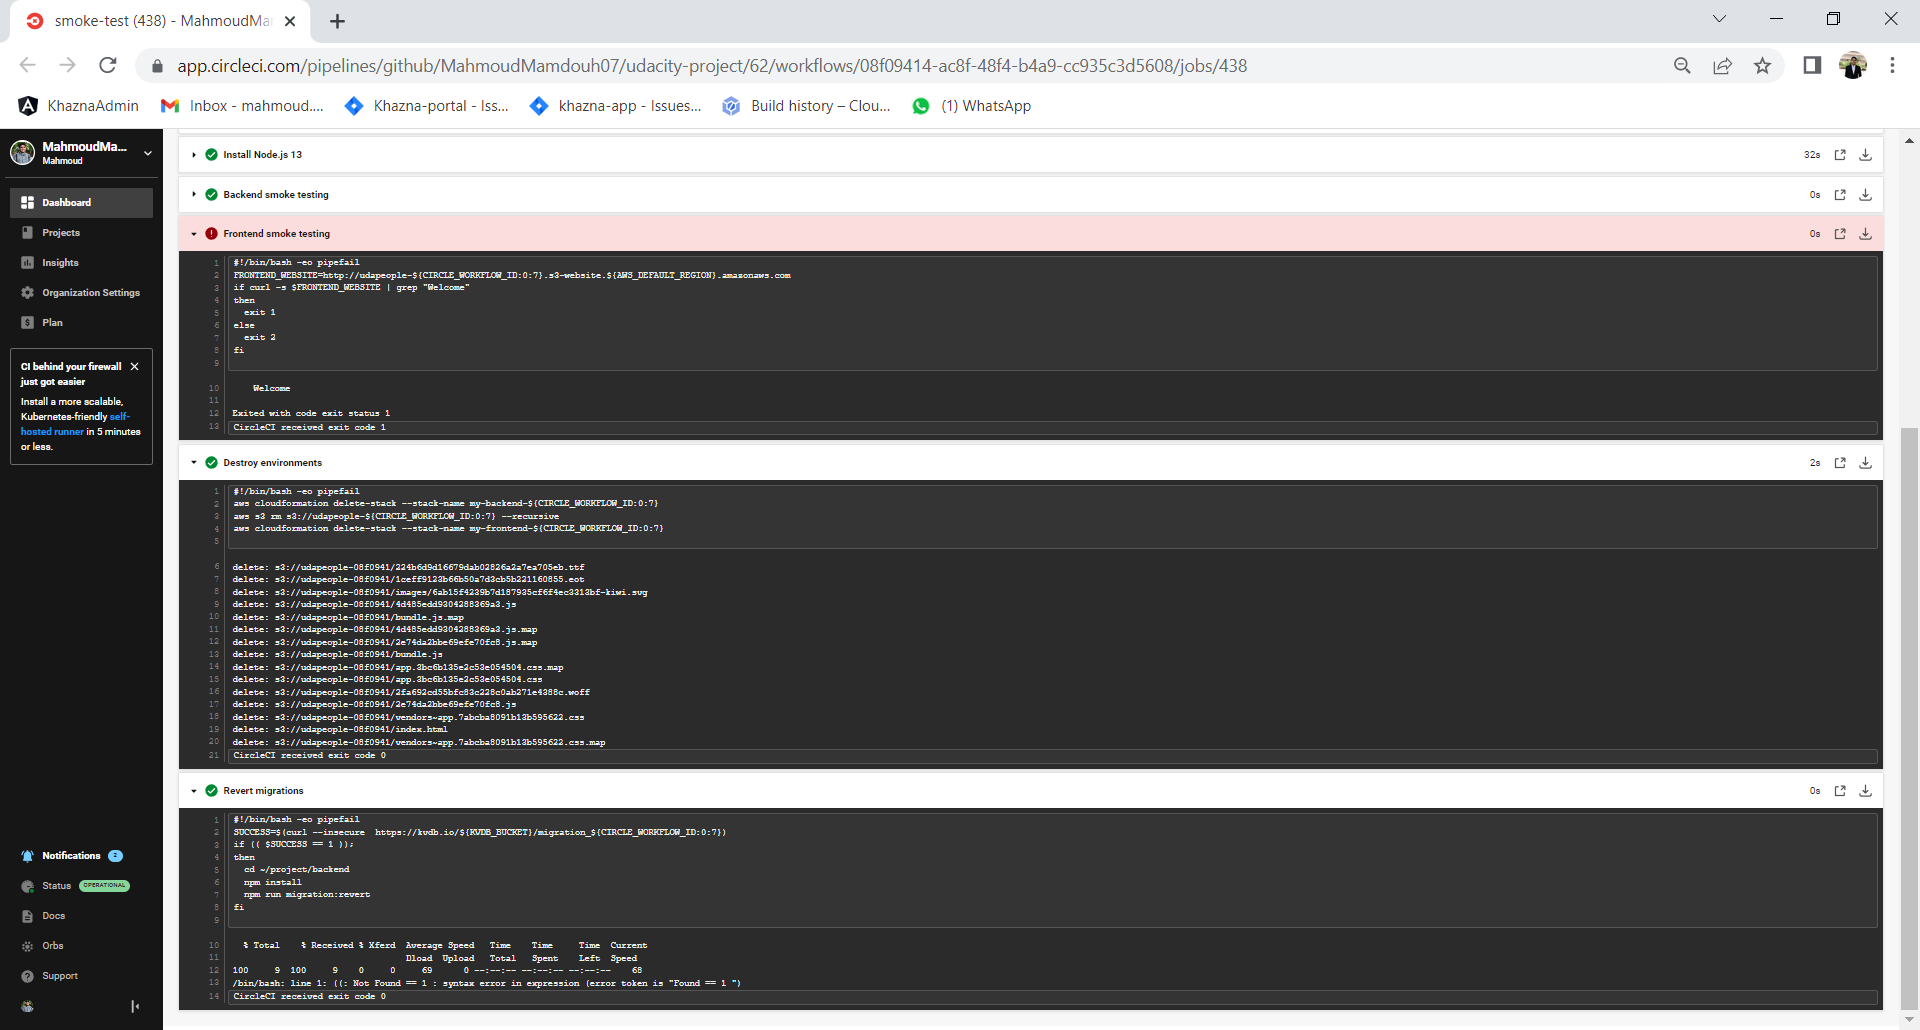 smoke-test (438) - MahmoudMa
app.circleci.com/pipelines/github/MahmoudMamdouh07/udacity-project/62/workflows/08f09414-ac8f-48f4-b4a9-cc935c3d5608/jobs/438
KhaznaAdmin
Inbox - mahmoud....
Khazna-portal - Iss...
khazna-app - Issues...
Build history – Clou...
(1) WhatsApp
MahmoudMa...
Mahmoud
Dashboard
Projects
Insights
Organization Settings
Plan
CI behind your firewall
just got easier
Install a more scalable,
Kubernetes-friendly self-
hosted runner in 5 minutes
or less.
Notifications 2
Status OPERATIONAL
Docs
Orbs
Support
Install Node.js 13 32s
Backend smoke testing 0s
Frontend smoke testing 0s
1 #!/bin/bash -eo pipefail
2 FRONTEND_WEBSITE=http://udapeople-${CIRCLE_WORKFLOW_ID:0:7}.s3-website.${AWS_DEFAULT_REGION}.amazonaws.com
3 if curl -s $FRONTEND_WEBSITE | grep "Welcome"
4 then
5 exit 1
6 else
7 exit 2
8 fi
9
10 Welcome
11
12 Exited with code exit status 1
13 CircleCI received exit code 1
Destroy environments 2s
1 #!/bin/bash -eo pipefail
2 aws cloudformation delete-stack --stack-name my-backend-${CIRCLE_WORKFLOW_ID:0:7}
3 aws s3 rm s3://udapeople-${CIRCLE_WORKFLOW_ID:0:7} --recursive
4 aws cloudformation delete-stack --stack-name my-frontend-${CIRCLE_WORKFLOW_ID:0:7}
5
6 delete: s3://udapeople-08f0941/224b6d9d16679dab02826a2a7ea705eb.ttf
7 delete: s3://udapeople-08f0941/1ceff9123b66b50a7d3cb5b221160855.eot
8 delete: s3://udapeople-08f0941/images/6ab15f4239b7d187935cf6f4ec3313bf-kiwi.svg
9 delete: s3://udapeople-08f0941/4d485edd9304288369a3.js
10 delete: s3://udapeople-08f0941/bundle.js.map
11 delete: s3://udapeople-08f0941/4d485edd9304288369a3.js.map
12 delete: s3://udapeople-08f0941/2e74da2bbe69efe70fc8.js.map
13 delete: s3://udapeople-08f0941/bundle.js
14 delete: s3://udapeople-08f0941/app.3bc6b135e2c53e054504.css.map
15 delete: s3://udapeople-08f0941/app.3bc6b135e2c53e054504.css
16 delete: s3://udapeople-08f0941/2fa692cd55bfc83c228c0ab271e4388c.woff
17 delete: s3://udapeople-08f0941/2e74da2bbe69efe70fc8.js
18 delete: s3://udapeople-08f0941/vendors~app.7abcba8091b13b595622.css
19 delete: s3://udapeople-08f0941/index.html
20 delete: s3://udapeople-08f0941/vendors~app.7abcba8091b13b595622.css.map
21 CircleCI received exit code 0
Revert migrations 0s
1 #!/bin/bash -eo pipefail
2 SUCCESS=$(curl --insecure  https://kvdb.io/${KVDB_BUCKET}/migration_${CIRCLE_WORKFLOW_ID:0:7})
3 if (( $SUCCESS == 1 ));
4 then
5 cd ~/project/backend
6 npm install
7 npm run migration:revert
8 fi
9
10 % Total % Received % Xferd Average Speed Time Time Time Current
11 Dload Upload Total Spent Left Speed
12 100 9 100 9 0 0 69 0 --:--:-- --:--:-- --:--:-- 68
13 /bin/bash: line 1: ((: Not Found == 1 : syntax error in expression (error token is "Found == 1 ")
14 CircleCI received exit code 0